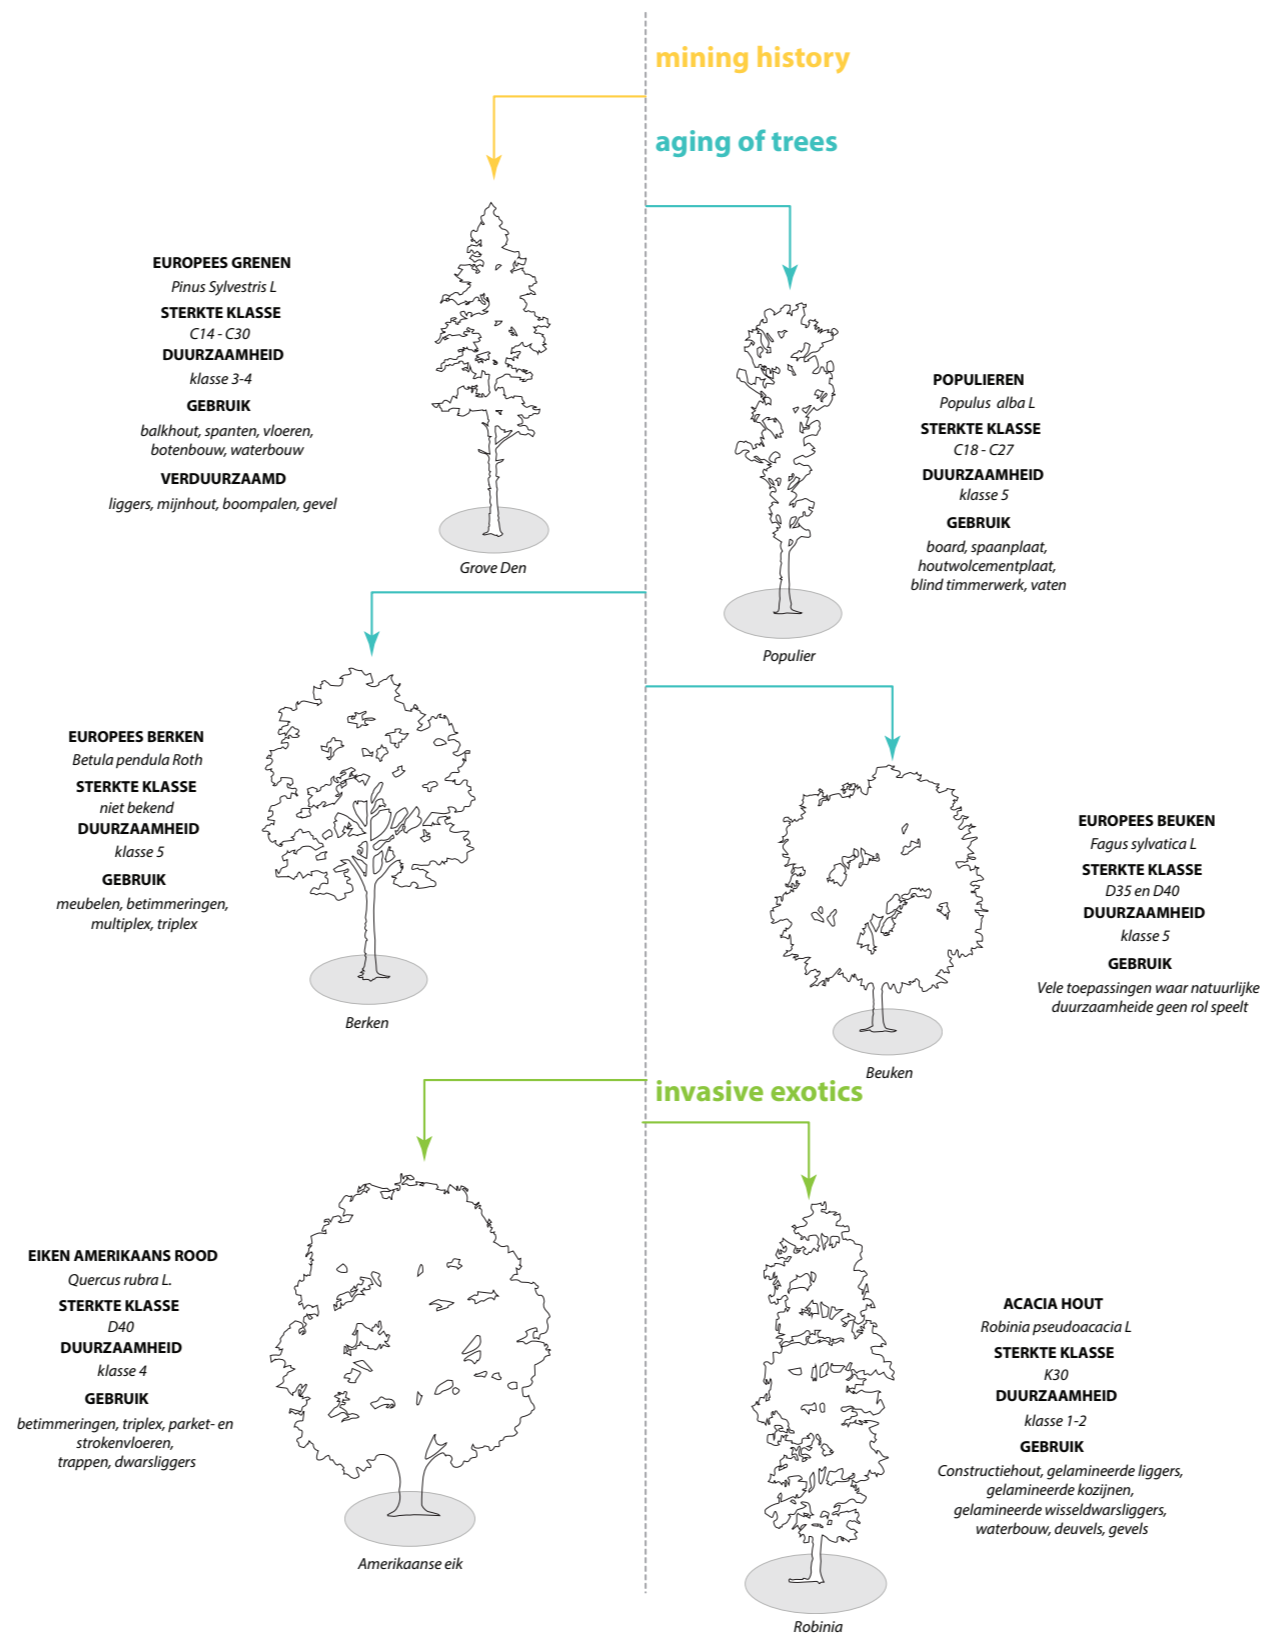 mining history
aging of trees
EUROPEES GRENEN
Pinus Sylvestris L
STERKTE KLASSE
C14 - C30
DUURZAAMHEID
klasse 3-4
GEBRUIK
balkhout, spanten, vloeren,
botenbouw, waterbouw
VERDUURZAAMD
liggers, mijnhout, boompalen, gevel
Grove Den
POPULIEREN
Populus alba L
STERKTE KLASSE
C18 - C27
DUURZAAMHEID
klasse 5
GEBRUIK
board, spaanplaat,
houtwolcementplaat,
blind timmerwerk, vaten
Populier
EUROPEES BERKEN
Betula pendula Roth
STERKTE KLASSE
niet bekend
DUURZAAMHEID
klasse 5
GEBRUIK
meubelen, betimmeringen,
multiplex, triplex
Berken
EUROPEES BEUKEN
Fagus sylvatica L
STERKTE KLASSE
D35 en D40
DUURZAAMHEID
klasse 5
GEBRUIK
Vele toepassingen waar natuurlijke
duurzaamheide geen rol speelt
Beuken
invasive exotics
EIKEN AMERIKAANS ROOD
Quercus rubra L.
STERKTE KLASSE
D40
DUURZAAMHEID
klasse 4
GEBRUIK
betimmeringen, triplex, parket- en
strokenvloeren,
trappen, dwarsliggers
Amerikaanse eik
ACACIA HOUT
Robinia pseudoacacia L
STERKTE KLASSE
K30
DUURZAAMHEID
klasse 1-2
GEBRUIK
Constructiehout, gelamineerde liggers,
gelamineerde kozijnen,
gelamineerde wisseldwarsliggers,
waterbouw, deuvels, gevels
Robinia